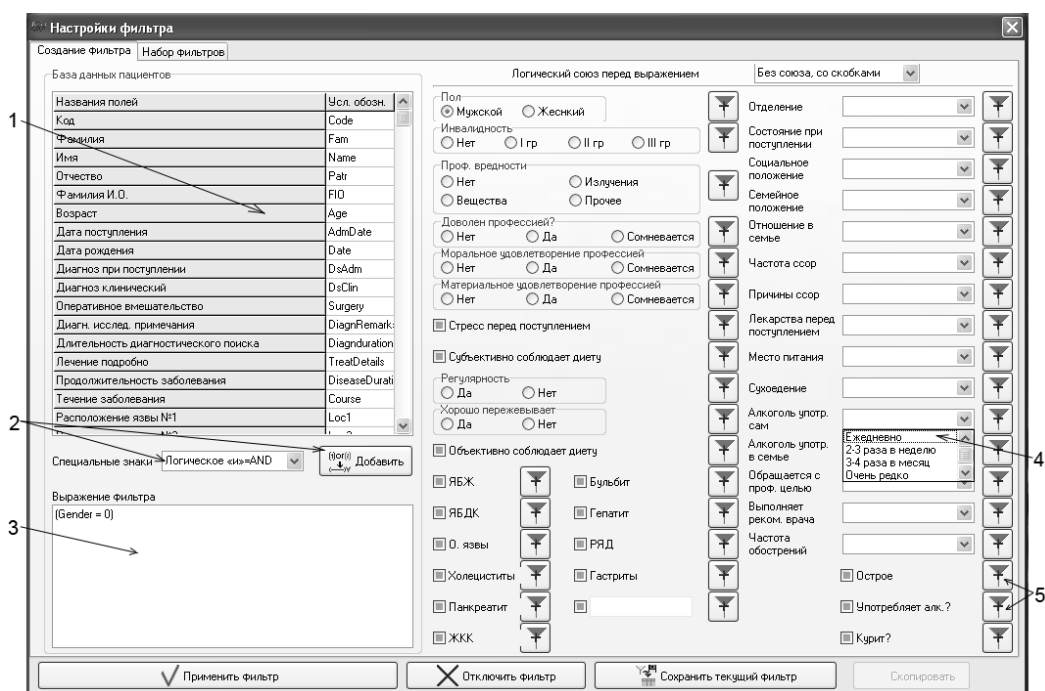 Настройки фильтра
Создание фильтра Набор фильтров
База данных пациентов
Названия полей Усл. обозн.
Код Code
Фамилия Fam
Имя Name
Отчество Patr
Фамилия И.О. FIO
Возраст Age
Дата поступления AdmDate
Дата рождения Date
Диагноз при поступлении DsAdm
Диагноз клинический DsClin
Оперативное вмешательство Surgery
Диагн. исслед. примечания DiagnRemark
Длительность диагностического поиска Diagnduration
Лечение подробно TreatDetails
Продолжительность заболевания DiseaseDurati
Течение заболевания Course
Расположение язвы №1 Loc1
Специальные знаки Логическое «и»=AND Добавить
Выражение фильтра
(Gender = 0)
Логический союз перед выражением Без союза, со скобками
Пол
Мужской Жеснкий
Инвалидность
Нет I гр II гр III гр
Проф. вредности
Нет Излучения
Вещества Прочее
Доволен профессией?
Нет Да Сомневается
Моральное удовлетворение профессией
Нет Да Сомневается
Материальное удовлетворение профессией
Нет Да Сомневается
Стресс перед поступлением
Субъективно соблюдает диету
Регулярность
Да Нет
Хорошо пережевывает
Да Нет
Объективно соблюдает диету
ЯБЖ Бульбит
ЯБДК Гепатит
О. язвы РЯД
Холециститы Гастриты
Панкреатит
ЖКК
Отделение
Состояние при
поступлении
Социальное
положение
Семейное
положение
Отношение в
семье
Частота ссор
Причины ссор
Лекарства перед
поступлением
Место питания
Сухоедение
Алкоголь употр.
сам
Ежедневно
2-3 раза в неделю
3-4 раза в месяц
Очень редко
Алкоголь употр.
в семье
Обращается с
проф. целью
Выполняет
реком. врача
Частота
обострений
Острое
Употребляет алк.?
Курит?
Применить фильтр Отключить фильтр Сохранить текущий фильтр Скопировать
1
2
3
4
5